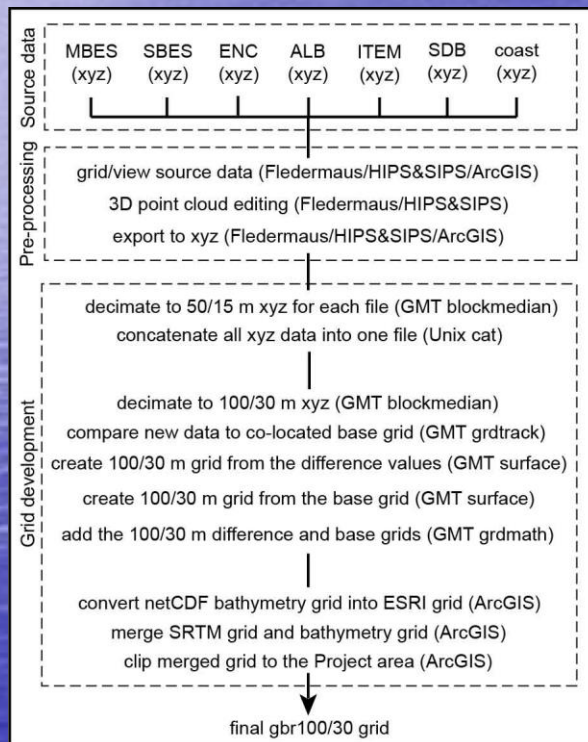 Source data
MBES SBES ENC ALB ITEM SDB coast
(xyz) (xyz) (xyz) (xyz) (xyz) (xyz) (xyz)
Pre-processing
grid/view source data (Fledermaus/HIPS&SIPS/ArcGIS)
3D point cloud editing (Fledermaus/HIPS&SIPS)
export to xyz (Fledermaus/HIPS&SIPS/ArcGIS)
Grid development
decimate to 50/15 m xyz for each file (GMT blockmedian)
concatenate all xyz data into one file (Unix cat)
decimate to 100/30 m xyz (GMT blockmedian)
compare new data to co-located base grid (GMT grdtrack)
create 100/30 m grid from the difference values (GMT surface)
create 100/30 m grid from the base grid (GMT surface)
add the 100/30 m difference and base grids (GMT grdmath)
convert netCDF bathymetry grid into ESRI grid (ArcGIS)
merge SRTM grid and bathymetry grid (ArcGIS)
clip merged grid to the Project area (ArcGIS)
final gbr100/30 grid